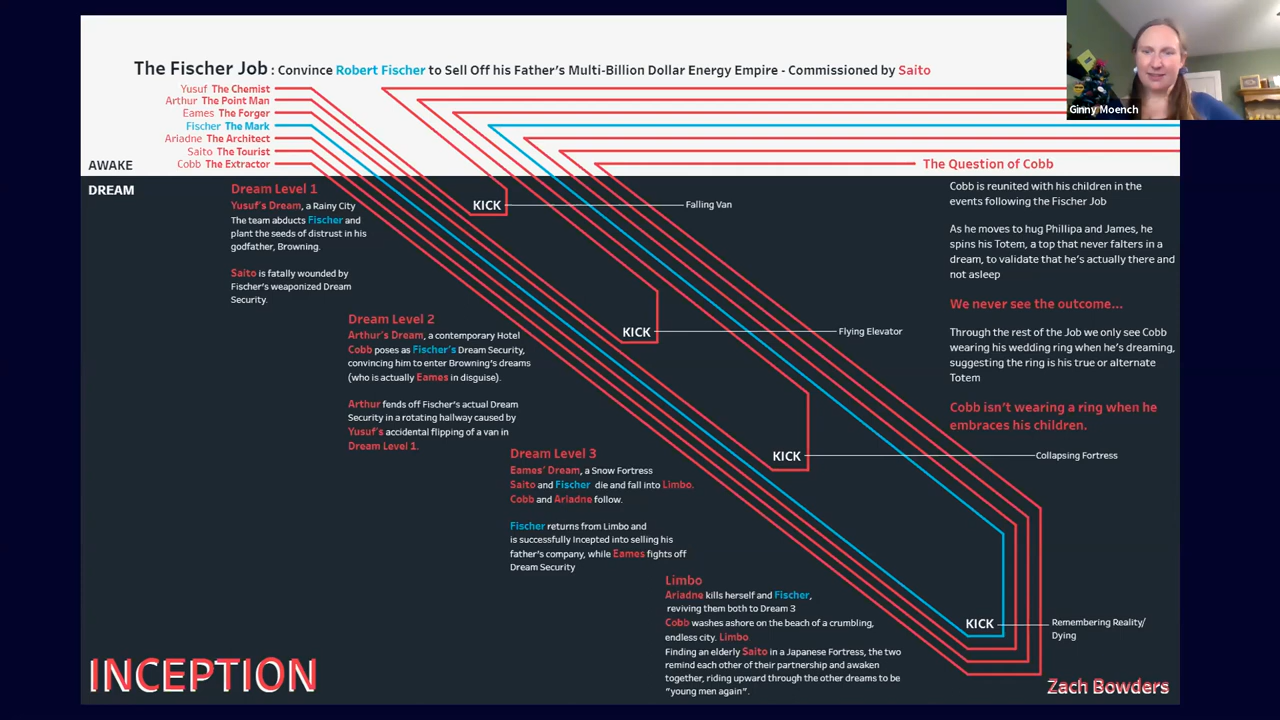 The Fischer Job : Convince Robert Fischer to Sell Off his Father's Multi-Billion Dollar Energy Empire - Commissioned by Saito
Ginny Moench
Yusuf The Chemist
Arthur The Point Man
Eames The Forger
Fischer The Mark
Ariadne The Architect
Saito The Tourist
Cobb The Extractor
AWAKE
DREAM
Dream Level 1
Yusuf's Dream, a Rainy City
The team abducts Fischer and
plant the seeds of distrust in his
godfather, Browning.
Saito is fatally wounded by
Fischer's weaponized Dream
Security.
KICK
Falling Van
Dream Level 2
Arthur's Dream, a contemporary Hotel
Cobb poses as Fischer's Dream Security,
convincing him to enter Browning's dreams
(who is actually Eames in disguise).
Arthur fends off Fischer's actual Dream
Security in a rotating hallway caused by
Yusuf's accidental flipping of a van in
Dream Level 1.
KICK
Flying Elevator
Dream Level 3
Eames' Dream, a Snow Fortress
Saito and Fischer die and fall into Limbo.
Cobb and Ariadne follow.
Fischer returns from Limbo and
is successfully Incepted into selling his
father's company, while Eames fights off
Dream Security
KICK
Collapsing Fortress
Limbo
Ariadne kills herself and Fischer,
reviving them both to Dream 3
Cobb washes ashore on the beach of a crumbling,
endless city. Limbo
Finding an elderly Saito in a Japanese Fortress, the two
remind each other of their partnership and awaken
together, riding upward through the other dreams to be
"young men again".
KICK
Remembering Reality/
Dying
The Question of Cobb
Cobb is reunited with his children in the
events following the Fischer Job
As he moves to hug Phillipa and James, he
spins his Totem, a top that never falters in a
dream, to validate that he's actually there and
not asleep
We never see the outcome...
Through the rest of the Job we only see Cobb
wearing his wedding ring when he's dreaming,
suggesting the ring is his true or alternate
Totem
Cobb isn't wearing a ring when he
embraces his children.
INCEPTION
Zach Bowders